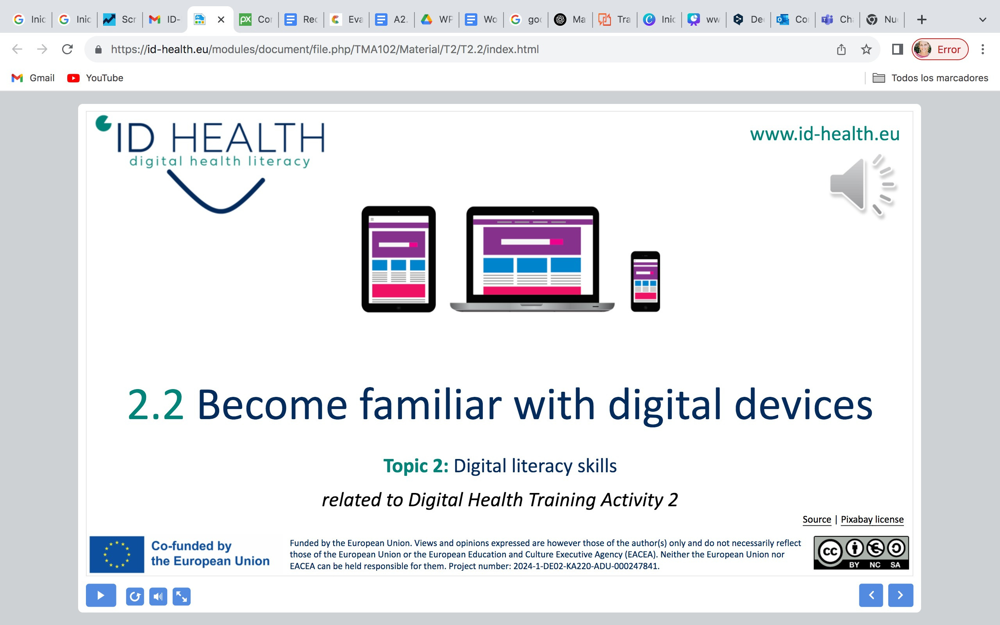 Inic
Inic
Scr
ID-
Cor
Rec
Eva
A2.
WP
Wo
goo
Ma
Tra
Inic
ww
De
Co
Cha
Nu
https://id-health.eu/modules/document/file.php/TMA102/Material/T2/T2.2/index.html
Error
Gmail
YouTube
Todos los marcadores
ID HEALTH
digital health literacy
www.id-health.eu
2.2 Become familiar with digital devices
Topic 2: Digital literacy skills
related to Digital Health Training Activity 2
Source | Pixabay license
Co-funded by
the European Union
Funded by the European Union. Views and opinions expressed are however those of the author(s) only and do not necessarily reflect
those of the European Union or the European Education and Culture Executive Agency (EACEA). Neither the European Union nor
EACEA can be held responsible for them. Project number: 2024-1-DE02-KA220-ADU-000247841.
cc
BY NC SA